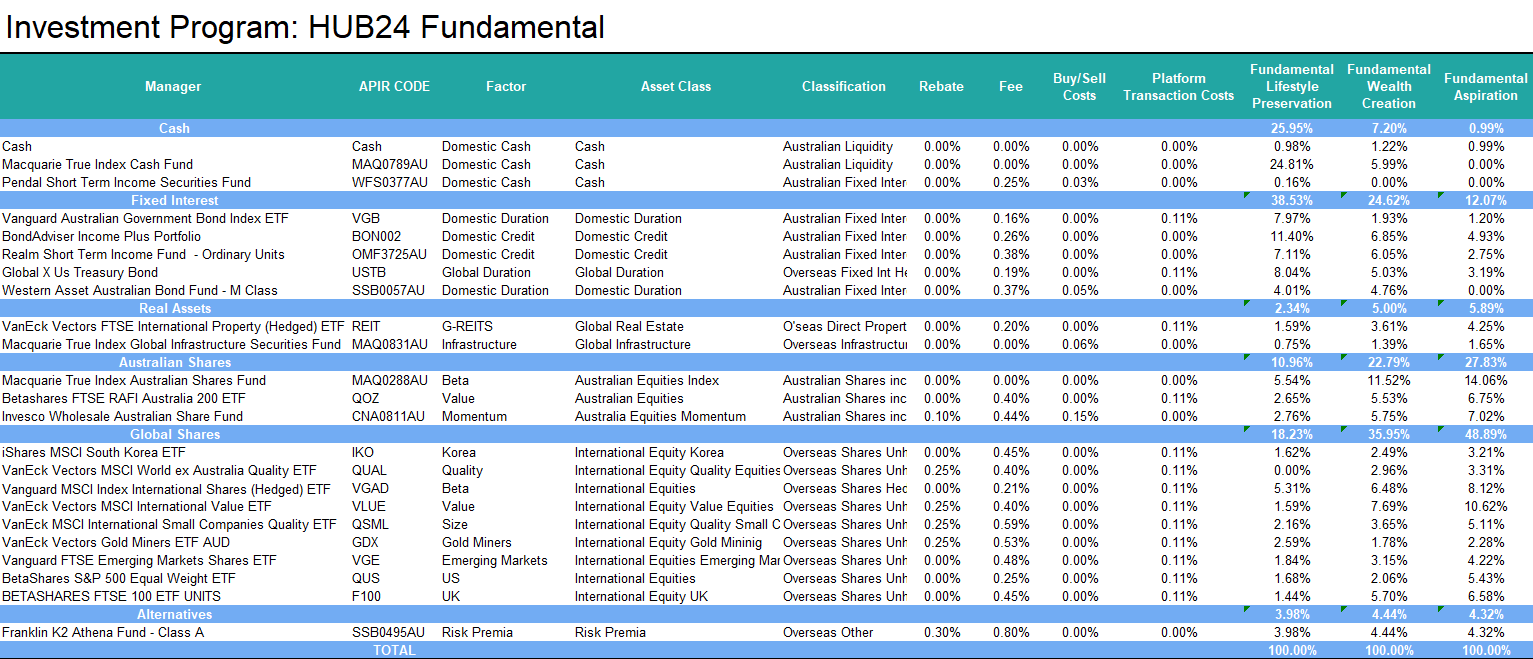 Investment Program: HUB24 Fundamental
Manager APIR CODE Factor Asset Class Classification Rebate Fee Buy/Sell Costs Platform Transaction Costs Fundamental Lifestyle Preservation Fundamental Wealth Creation Fundamental Aspiration
Cash 25.95% 7.20% 0.99%
Cash Cash Domestic Cash Cash Australian Liquidity 0.00% 0.00% 0.00% 0.00% 0.98% 1.22% 0.99%
Macquarie True Index Cash Fund MAQ0789AU Domestic Cash Cash Australian Liquidity 0.00% 0.00% 0.00% 0.00% 24.81% 5.99% 0.00%
Pendal Short Term Income Securities Fund WFS0377AU Domestic Cash Cash Australian Fixed Inter 0.00% 0.25% 0.03% 0.00% 0.16% 0.00% 0.00%
Fixed Interest 38.53% 24.62% 12.07%
Vanguard Australian Government Bond Index ETF VGB Domestic Duration Domestic Duration Australian Fixed Inter 0.00% 0.16% 0.00% 0.11% 7.97% 1.93% 1.20%
BondAdviser Income Plus Portfolio BON002 Domestic Credit Domestic Credit Australian Fixed Inter 0.00% 0.26% 0.00% 0.00% 11.40% 6.85% 4.93%
Realm Short Term Income Fund - Ordinary Units OMF3725AU Domestic Credit Domestic Credit Australian Fixed Inter 0.00% 0.38% 0.00% 0.00% 7.11% 6.05% 2.75%
Global X Us Treasury Bond USTB Global Duration Global Duration Overseas Fixed Int He 0.00% 0.19% 0.00% 0.11% 8.04% 5.03% 3.19%
Western Asset Australian Bond Fund - M Class SSB0057AU Domestic Duration Domestic Duration Australian Fixed Inter 0.00% 0.37% 0.05% 0.00% 4.01% 4.76% 0.00%
Real Assets 2.34% 5.00% 5.89%
VanEck Vectors FTSE International Property (Hedged) ETF REIT G-REITS Global Real Estate O'seas Direct Propert 0.00% 0.20% 0.00% 0.11% 1.59% 3.61% 4.25%
Macquarie True Index Global Infrastructure Securities Fund MAQ0831AU Infrastructure Global Infrastructure Overseas Infrastructur 0.00% 0.00% 0.06% 0.00% 0.75% 1.39% 1.65%
Australian Shares 10.96% 22.79% 27.83%
Macquarie True Index Australian Shares Fund MAQ0288AU Beta Australian Equities Index Australian Shares inc 0.00% 0.00% 0.00% 0.00% 5.54% 11.52% 14.06%
Betashares FTSE RAFI Australia 200 ETF QOZ Value Australian Equities Australian Shares inc 0.00% 0.40% 0.00% 0.11% 2.65% 5.53% 6.75%
Invesco Wholesale Australian Share Fund CNA0811AU Momentum Australia Equities Momentum Australian Shares inc 0.10% 0.44% 0.15% 0.00% 2.76% 5.75% 7.02%
Global Shares 18.23% 35.95% 48.89%
iShares MSCI South Korea ETF IKO Korea International Equity Korea Overseas Shares Unh 0.00% 0.45% 0.00% 0.11% 1.62% 2.49% 3.21%
VanEck Vectors MSCI World ex Australia Quality ETF QUAL Quality International Equity Quality Equities Overseas Shares Unh 0.25% 0.40% 0.00% 0.11% 0.00% 2.96% 3.31%
Vanguard MSCI Index International Shares (Hedged) ETF VGAD Beta International Equities Overseas Shares Hec 0.00% 0.21% 0.00% 0.11% 5.31% 6.48% 8.12%
VanEck Vectors MSCI International Value ETF VLUE Value International Equity Value Equities Overseas Shares Unh 0.25% 0.40% 0.00% 0.11% 1.59% 7.69% 10.62%
VanEck MSCI International Small Companies Quality ETF QSML Size International Equity Quality Small C Overseas Shares Unh 0.25% 0.59% 0.00% 0.11% 2.16% 3.65% 5.11%
VanEck Vectors Gold Miners ETF AUD GDX Gold Miners International Equity Gold Mininig Overseas Shares Unh 0.25% 0.53% 0.00% 0.11% 2.59% 1.78% 2.28%
Vanguard FTSE Emerging Markets Shares ETF VGE Emerging Markets International Equities Emerging Mar Overseas Shares Unh 0.00% 0.48% 0.00% 0.11% 1.84% 3.15% 4.22%
BetaShares S&P 500 Equal Weight ETF QUS US International Equities Overseas Shares Unh 0.00% 0.25% 0.00% 0.11% 1.68% 2.06% 5.43%
BETASHARES FTSE 100 ETF UNITS F100 UK International Equity UK Overseas Shares Unh 0.00% 0.45% 0.00% 0.11% 1.44% 5.70% 6.58%
Alternatives 3.98% 4.44% 4.32%
Franklin K2 Athena Fund - Class A SSB0495AU Risk Premia Risk Premia Overseas Other 0.30% 0.80% 0.00% 0.00% 3.98% 4.44% 4.32%
TOTAL 100.00% 100.00% 100.00%